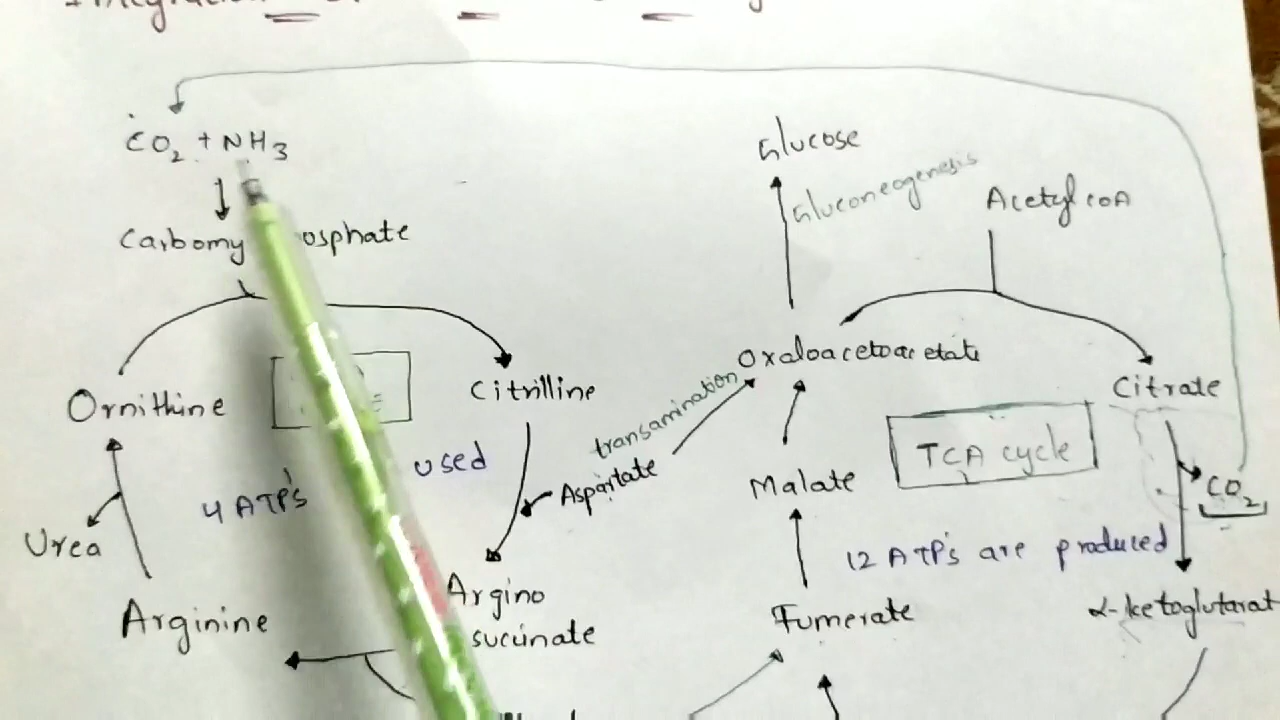 CO2 + NH3
Carbomy
osphate
Ornithine
Citrilline
4 ATP's
used
Aspartate
transamination
Urea
Arginine
Argino
succinate
Glucose
Gluconeogenesis
Acetyl coA
Oxaloacetoacetate
Citrate
TCA cycle
Malate
CO2
12 ATP's are produced
Fumerate
α-ketoglutarat